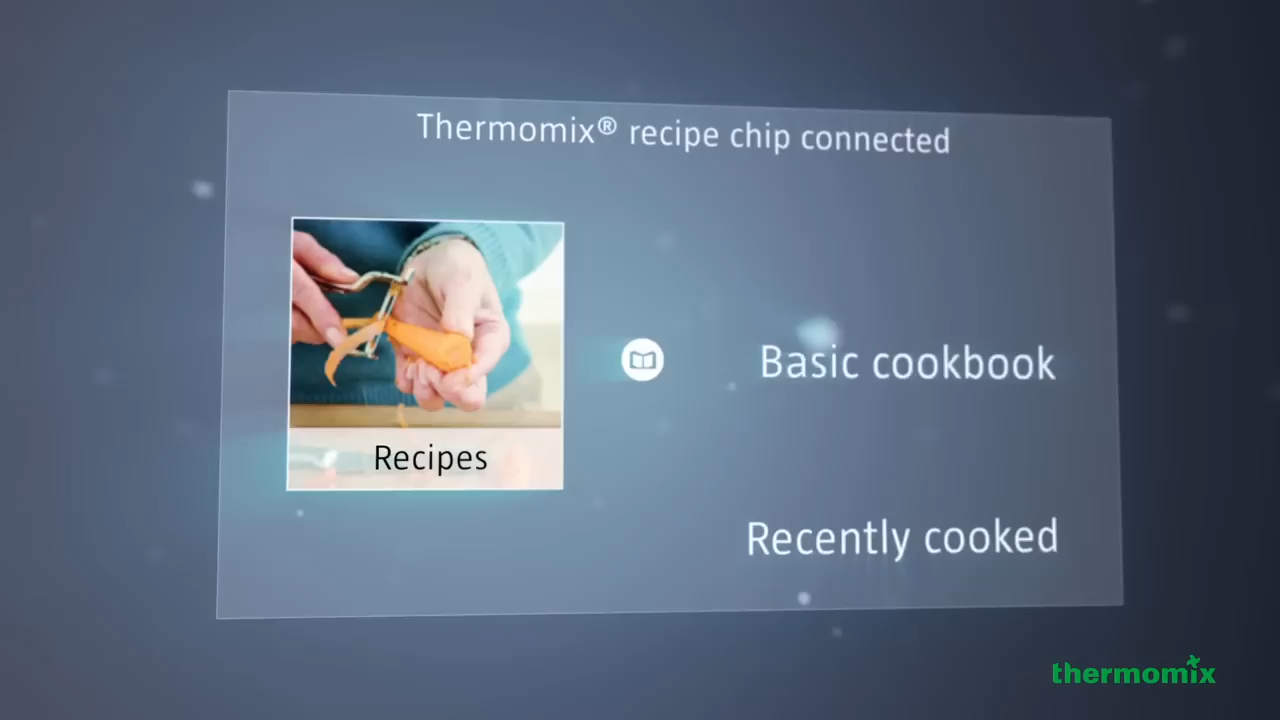 Thermomix® recipe chip connected
Recipes
Basic cookbook
Recently cooked
thermomix